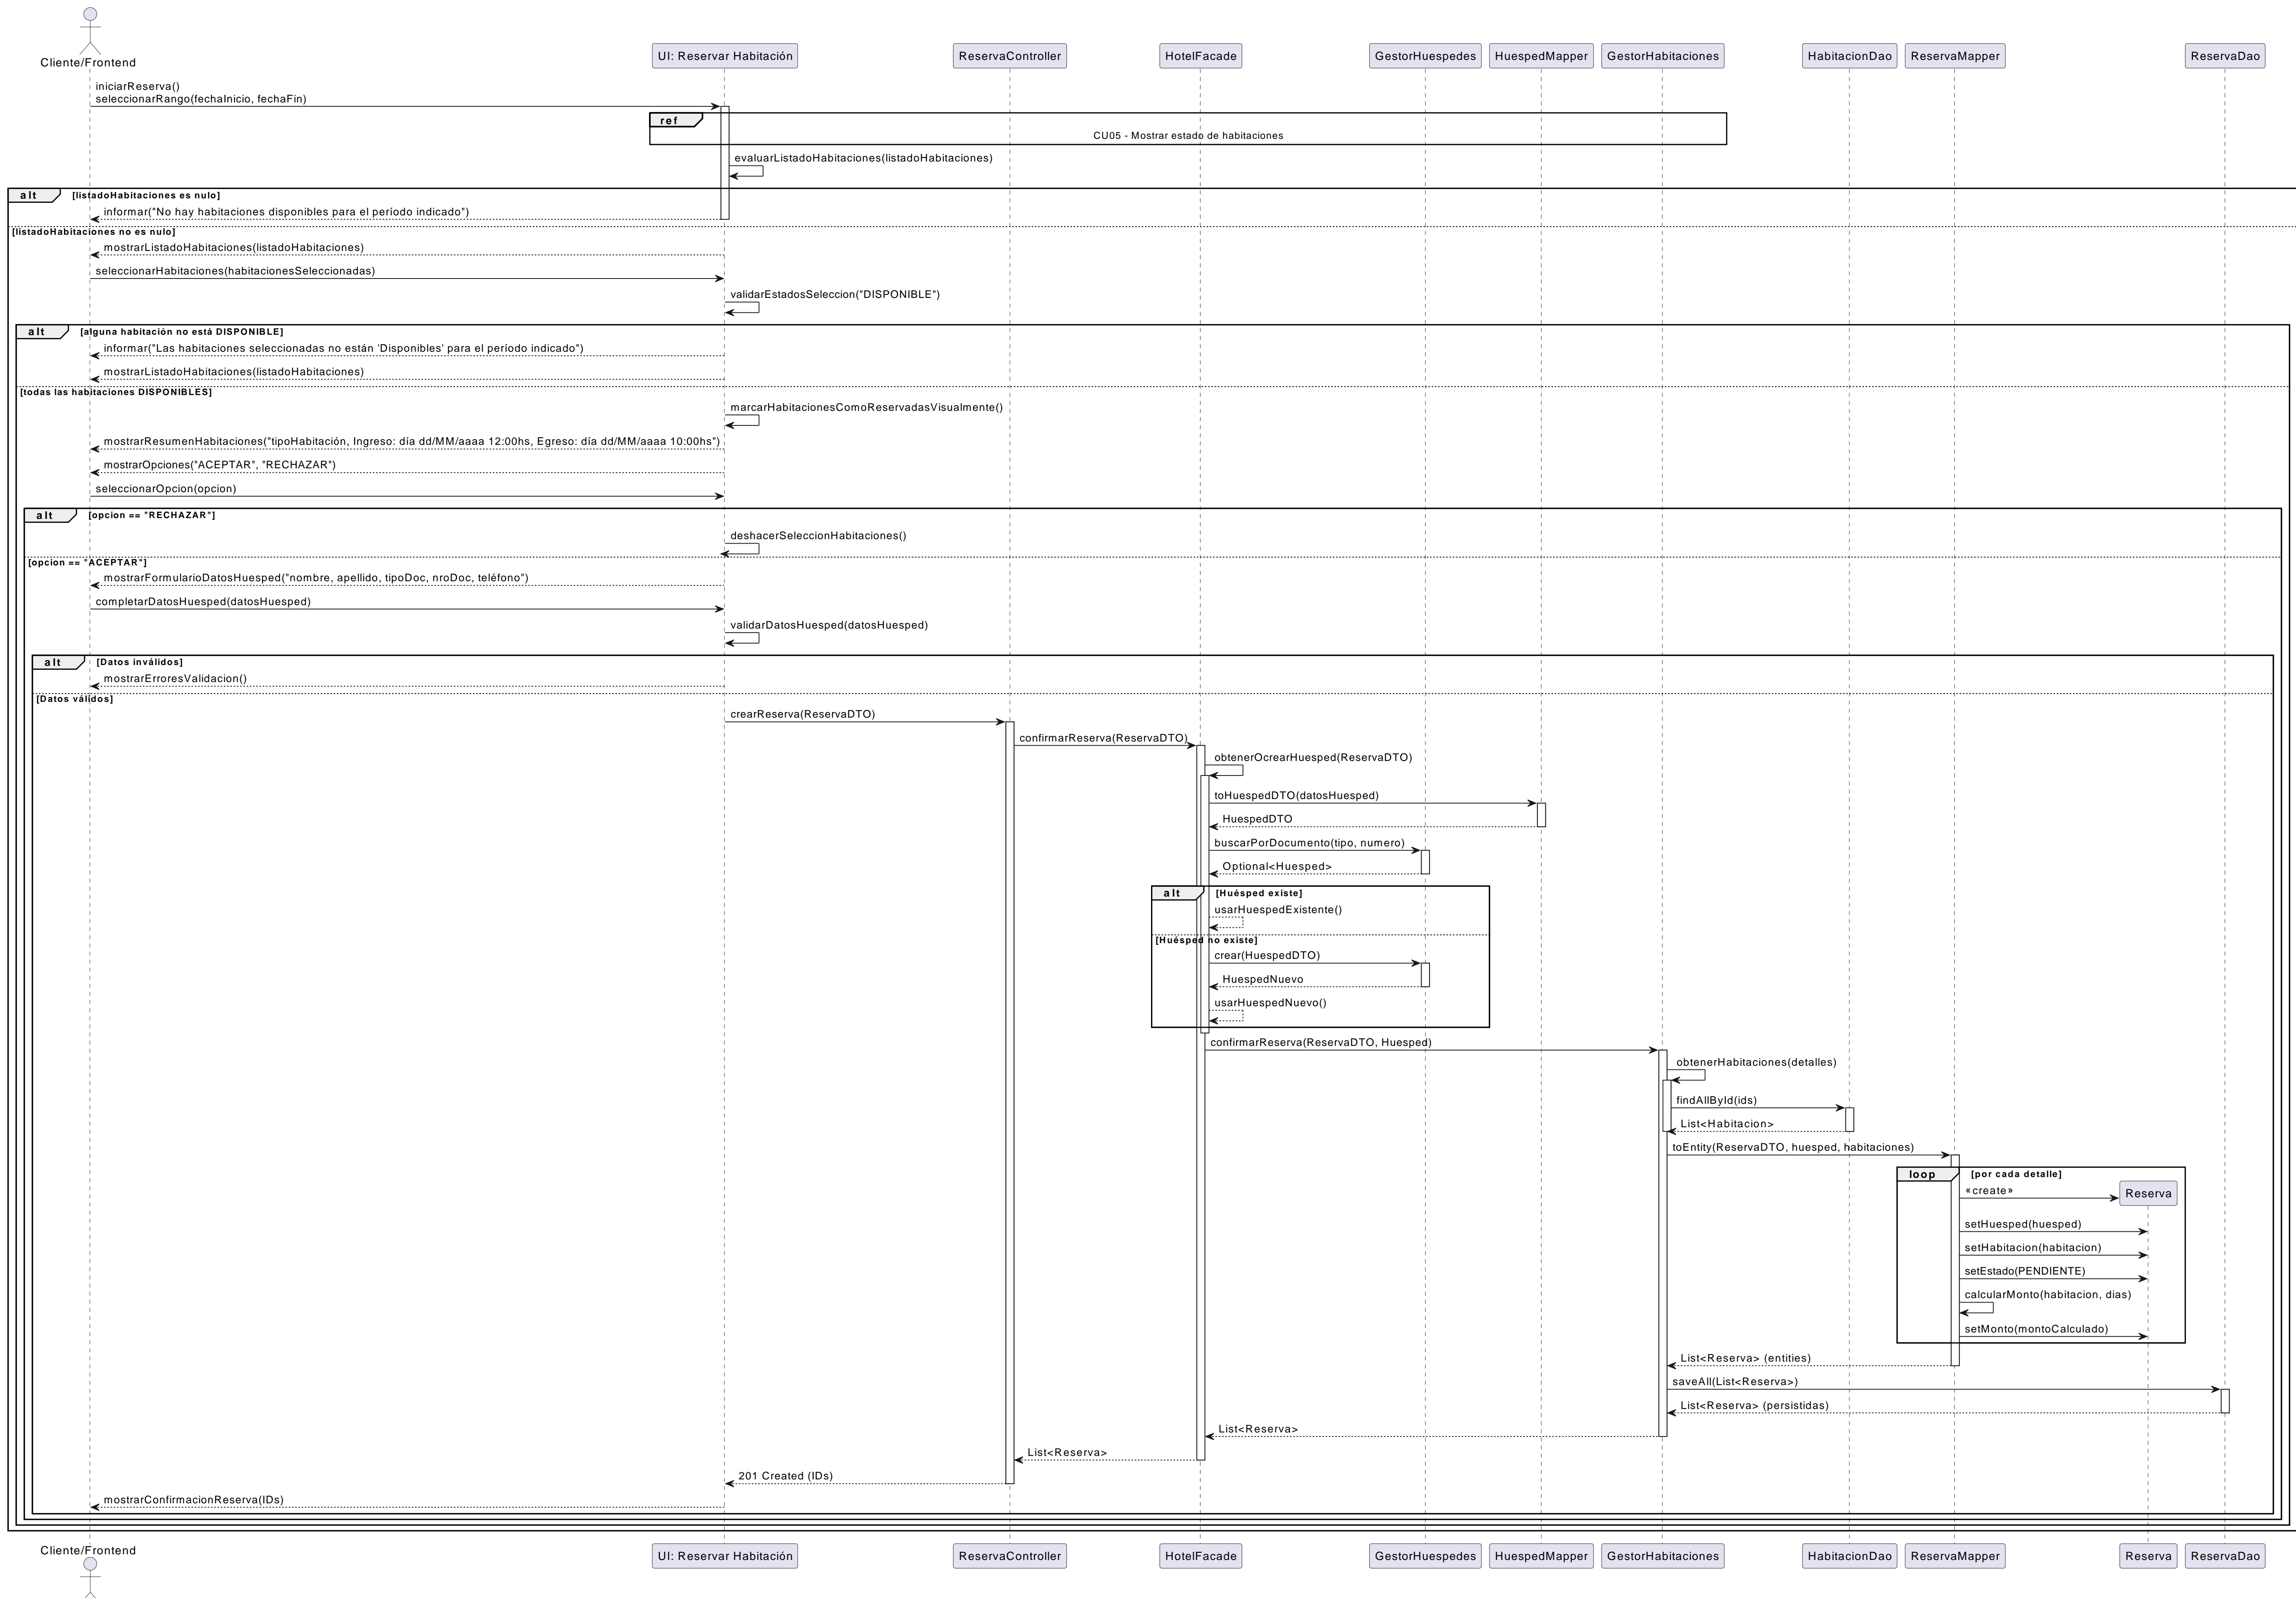 Cliente/Frontend
UI: Reservar Habitación
ReservaController
HotelFacade
GestorHuespedes
HuespedMapper
GestorHabitaciones
HabitacionDao
ReservaMapper
ReservaDao
iniciarReserva()
seleccionarRango(fechaInicio, fechaFin)
ref
CU05 - Mostrar estado de habitaciones
evaluarListadoHabitaciones(listadoHabitaciones)
alt [listadoHabitaciones es nulo]
informar("No hay habitaciones disponibles para el período indicado")
[listadoHabitaciones no es nulo]
mostrarListadoHabitaciones(listadoHabitaciones)
seleccionarHabitaciones(habitacionesSeleccionadas)
validarEstadosSeleccion("DISPONIBLE")
alt [alguna habitación no está DISPONIBLE]
informar("Las habitaciones seleccionadas no están 'Disponibles' para el período indicado")
mostrarListadoHabitaciones(listadoHabitaciones)
[todas las habitaciones DISPONIBLES]
marcarHabitacionesComoReservadasVisualmente()
mostrarResumenHabitaciones("tipoHabitación, Ingreso: día dd/MM/aaaa 12:00hs, Egreso: día dd/MM/aaaa 10:00hs")
mostrarOpciones("ACEPTAR", "RECHAZAR")
seleccionarOpcion(opcion)
alt [opcion == "RECHAZAR"]
deshacerSeleccionHabitaciones()
[opcion == "ACEPTAR"]
mostrarFormularioDatosHuesped("nombre, apellido, tipoDoc, nroDoc, teléfono")
completarDatosHuesped(datosHuesped)
validarDatosHuesped(datosHuesped)
alt [Datos inválidos]
mostrarErroresValidacion()
[Datos válidos]
crearReserva(ReservaDTO)
confirmarReserva(ReservaDTO)
obtenerOcrearHuesped(ReservaDTO)
toHuespedDTO(datosHuesped)
HuespedDTO
buscarPorDocumento(tipo, numero)
Optional<Huesped>
alt [Huésped existe]
usarHuespedExistente()
[Huésped no existe]
crear(HuespedDTO)
HuespedNuevo
usarHuespedNuevo()
confirmarReserva(ReservaDTO, Huesped)
obtenerHabitaciones(detalles)
findAllById(ids)
List<Habitacion>
toEntity(ReservaDTO, huesped, habitaciones)
loop [por cada detalle]
«create»
Reserva
setHuesped(huesped)
setHabitacion(habitacion)
setEstado(PENDIENTE)
calcularMonto(habitacion, dias)
setMonto(montoCalculado)
List<Reserva> (entities)
saveAll(List<Reserva>)
List<Reserva> (persistidas)
List<Reserva>
List<Reserva>
201 Created (IDs)
mostrarConfirmacionReserva(IDs)
Cliente/Frontend
UI: Reservar Habitación
ReservaController
HotelFacade
GestorHuespedes
HuespedMapper
GestorHabitaciones
HabitacionDao
ReservaMapper
Reserva
ReservaDao